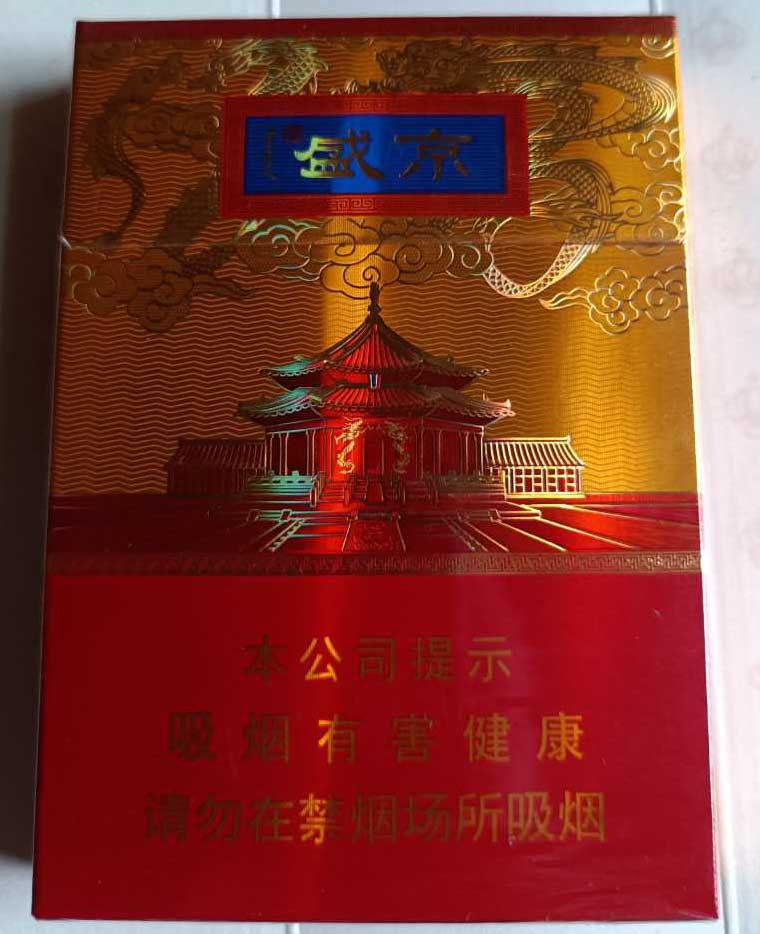 盛京
本公司提示
吸烟有害健康
请勿在禁烟场所吸烟